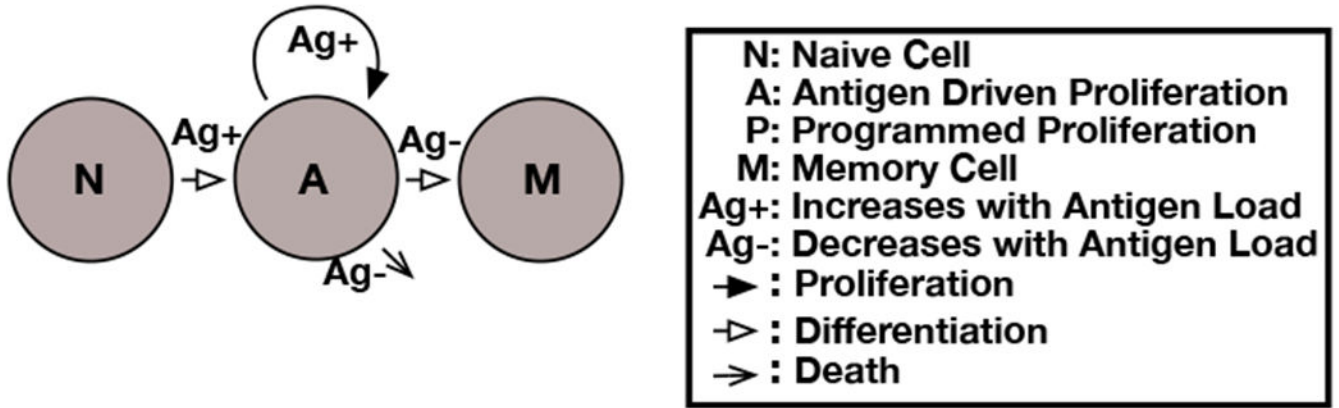 Ag+
N
Ag+
A
Ag-
M
Ag-
N: Naive Cell
A: Antigen Driven Proliferation
P: Programmed Proliferation
M: Memory Cell
Ag+: Increases with Antigen Load
Ag-: Decreases with Antigen Load
: Proliferation
: Differentiation
: Death